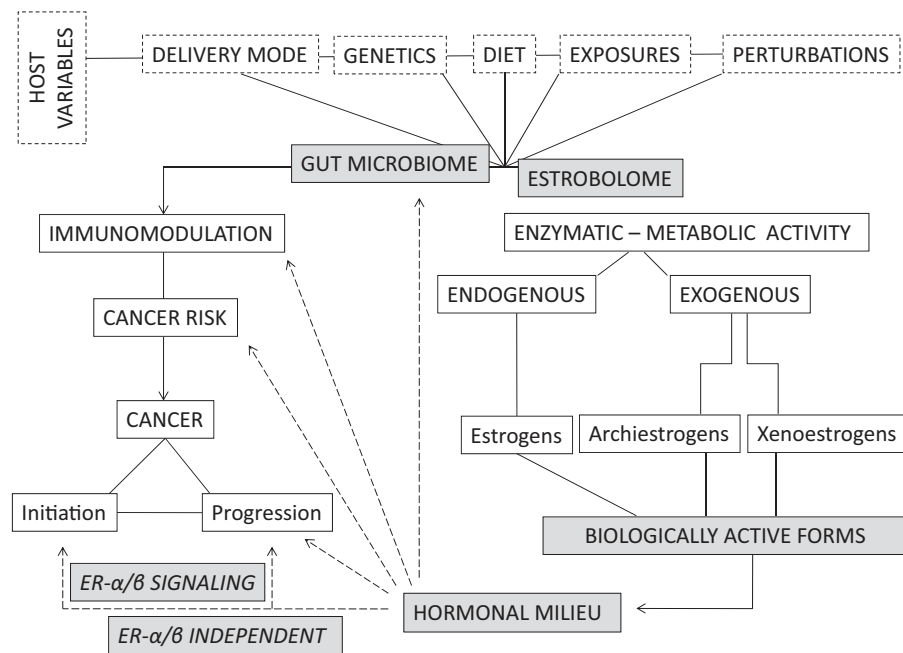 HOST
VARIABLES
DELIVERY MODE
GENETICS
DIET
EXPOSURES
PERTURBATIONS
GUT MICROBIOME
ESTROBOLOME
IMMUNOMODULATION
ENZYMATIC – METABOLIC ACTIVITY
ENDOGENOUS
EXOGENOUS
CANCER RISK
CANCER
Estrogens
Archiestrogens
Xenoestrogens
Initiation
Progression
BIOLOGICALLY ACTIVE FORMS
ER-α/β SIGNALING
HORMONAL MILIEU
ER-α/β INDEPENDENT